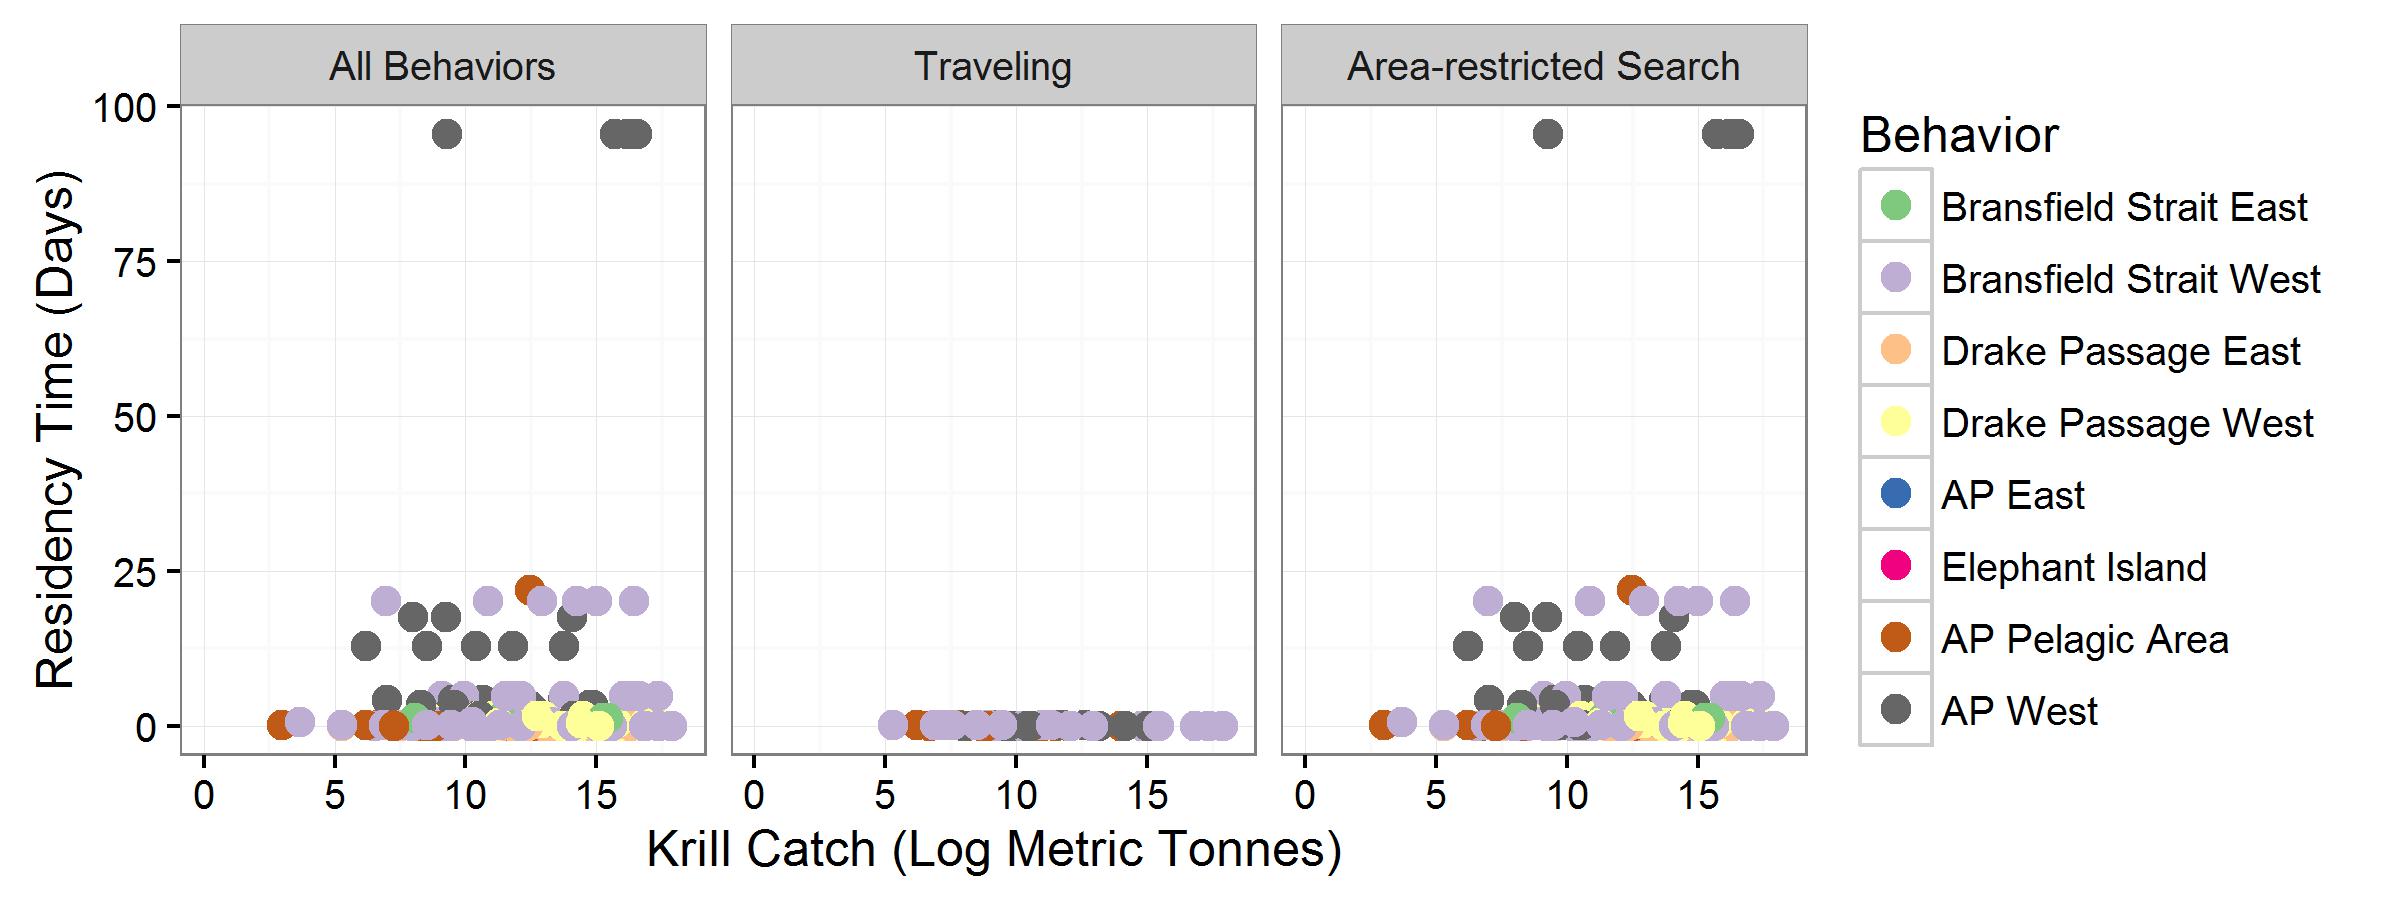 All Behaviors
Traveling
Area-restricted Search
Residency Time (Days)
100
75
50
25
0
0 5 10 15
0 5 10 15
0 5 10 15
Krill Catch (Log Metric Tonnes)
Behavior
Bransfield Strait East
Bransfield Strait West
Drake Passage East
Drake Passage West
AP East
Elephant Island
AP Pelagic Area
AP West